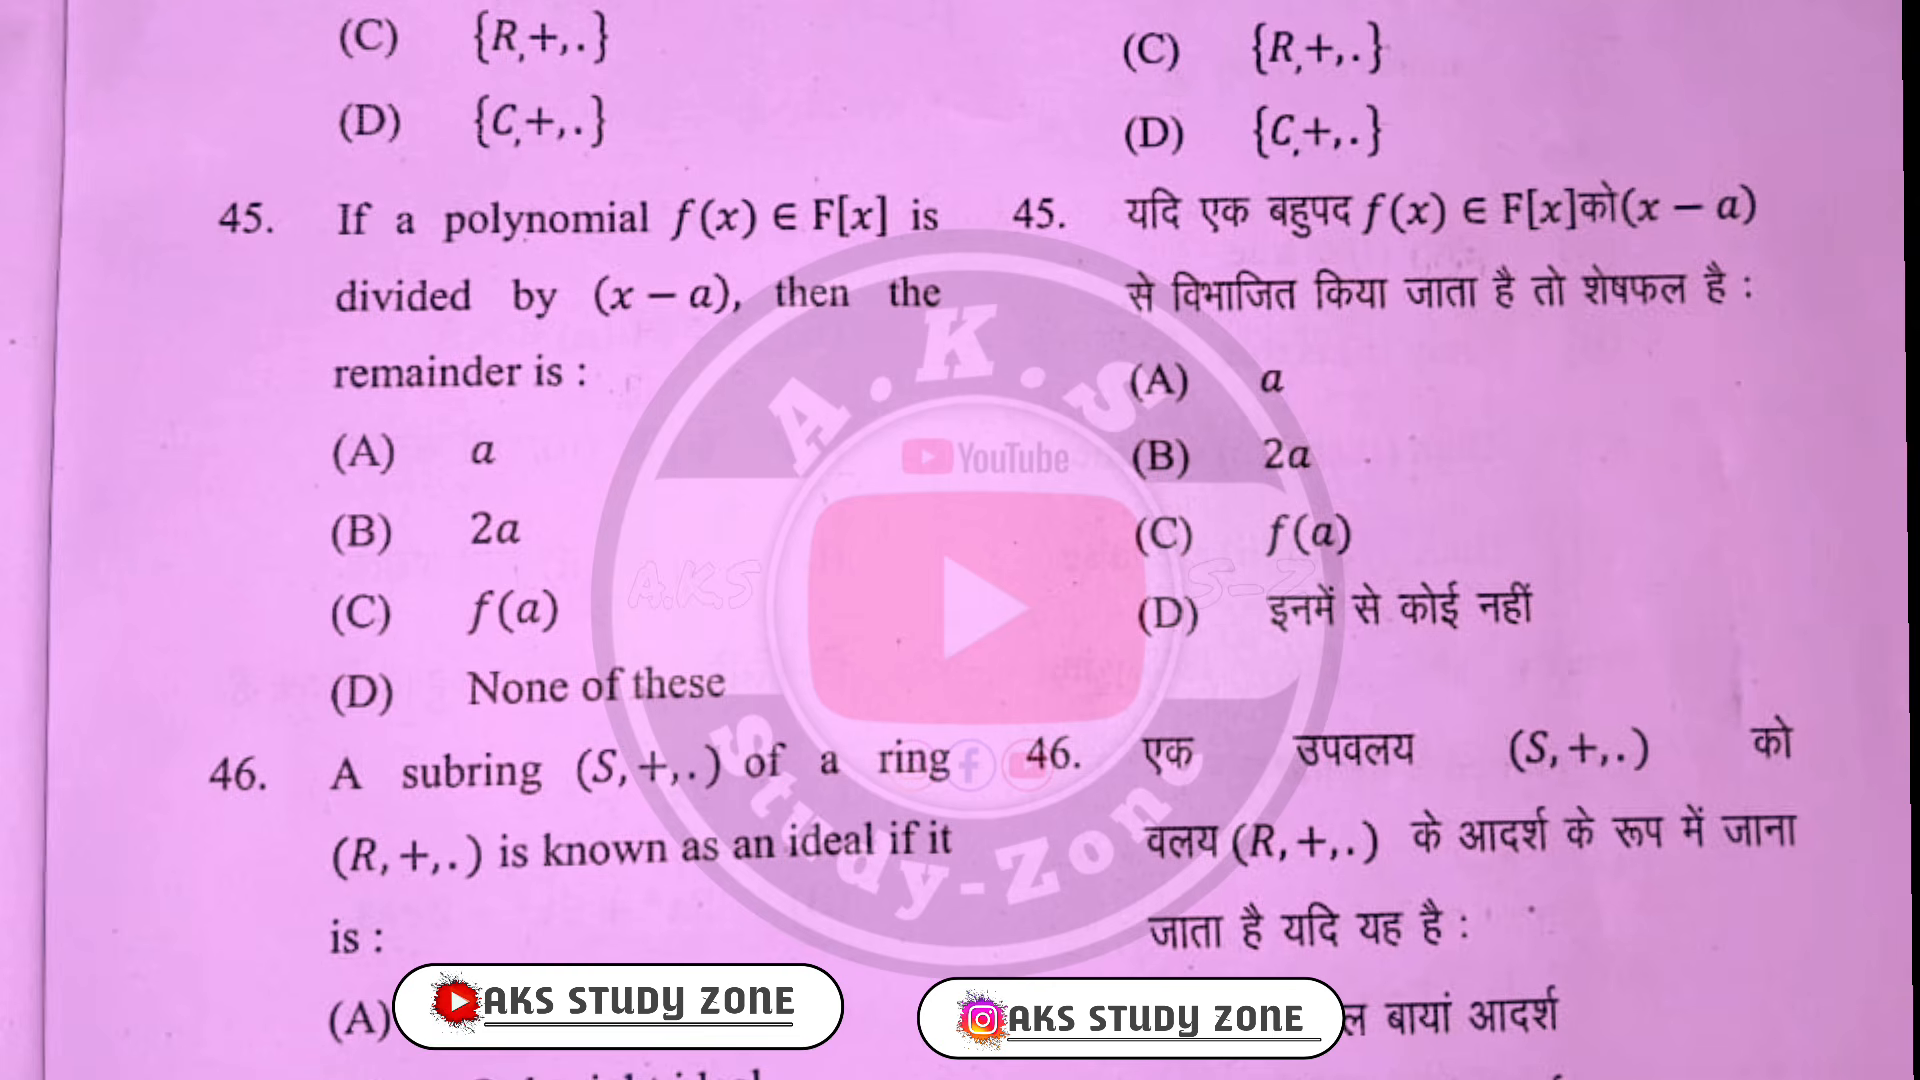 (C) {R,+,.}
(D) {C,+,.}
45. If a polynomial f(x) ∈ F[x] is
divided by (x − a), then the
remainder is :
(A) a
(B) 2a
(C) f(a)
(D) None of these
46. A subring (S,+,.) of a ring
(R,+,.) is known as an ideal if it
is :
(A)
(C) {R,+,.}
(D) {C,+,.}
45. यदि एक बहुपद f(x) ∈ F[x]को(x − a)
से विभाजित किया जाता है तो शेषफल है :
(A) a
(B) 2a
(C) f(a)
(D) इनमें से कोई नहीं
46. एक उपवलय (S,+,.) को
वलय (R,+,.) के आदर्श के रूप में जाना
जाता है यदि यह है :
बायां आदर्श
A.K.S
YouTube
A.K.S S-Z
Study-Zone
AKS STUDY ZONE
AKS STUDY ZONE